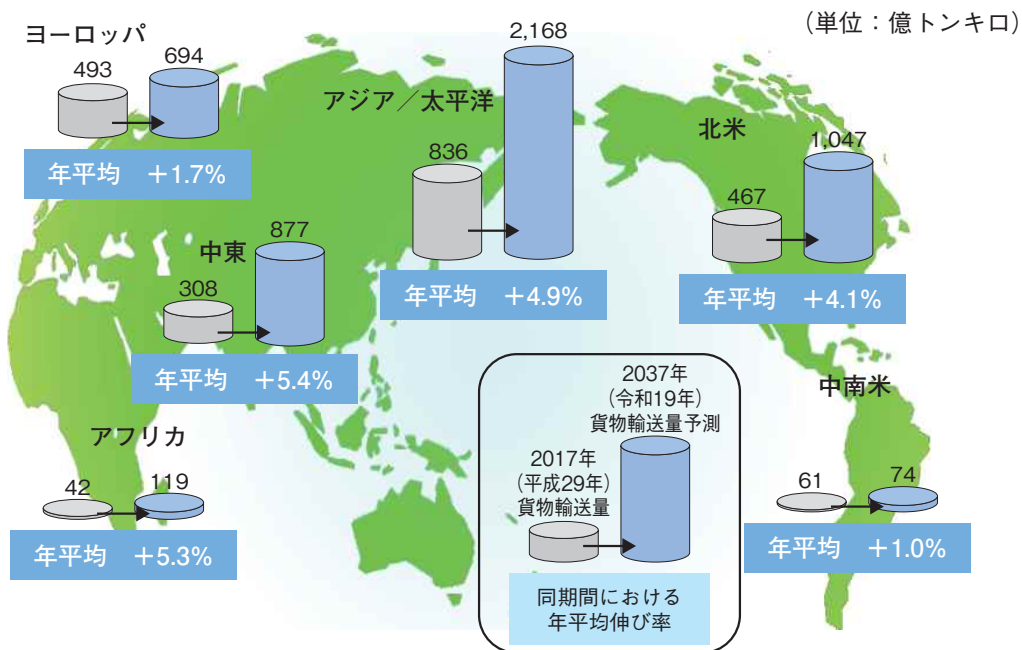 （単位：億トンキロ）
ヨーロッパ
493
694
年平均　+1.7%
アジア／太平洋
836
2,168
年平均　+4.9%
北米
467
1,047
年平均　+4.1%
中東
308
877
年平均　+5.4%
アフリカ
42
119
年平均　+5.3%
中南米
61
74
年平均　+1.0%
2017年
（平成29年）
貨物輸送量
2037年
（令和19年）
貨物輸送量予測
同期間における
年平均伸び率